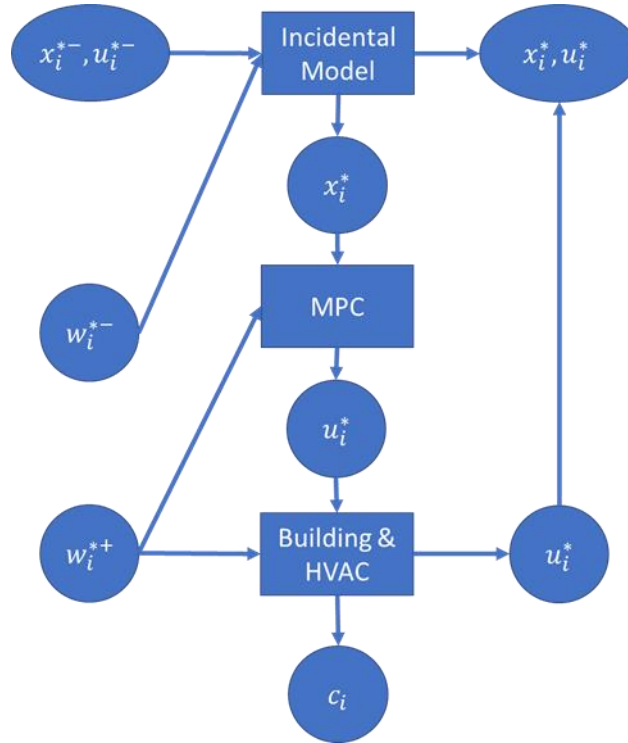 x_i^{*-}, u_i^{*-}
Incidental
Model
x_i^*, u_i^*
x_i^*
w_i^{*-}
MPC
u_i^*
w_i^{*+}
Building &
HVAC
u_i^*
c_i